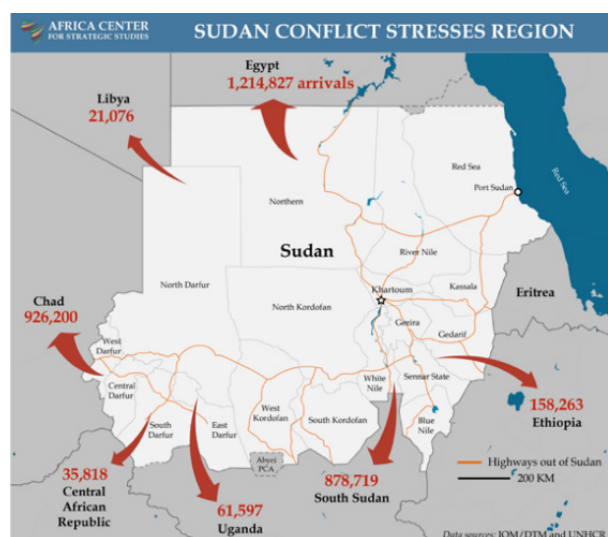 AFRICA CENTER
FOR STRATEGIC STUDIES
SUDAN CONFLICT STRESSES REGION
Egypt
1,214,827 arrivals
Libya
21,076
Red Sea
Red Sea
Port Sudan
Northern
Sudan
River Nile
North Darfur
Khartoum
Kassala
North Kordofan
Eritrea
Chad
926,200
Gezira
Gedarif
West
Darfur
Central
Darfur
White
Nile
Sennar State
158,263
Ethiopia
South
Darfur
East
Darfur
West
Kordofan
South Kordofan
Blue
Nile
Abyei
PCA
35,818
Central
African
Republic
61,597
Uganda
878,719
South Sudan
Highways out of Sudan
200 KM
Data sources: IOM/DTM and UNHCR